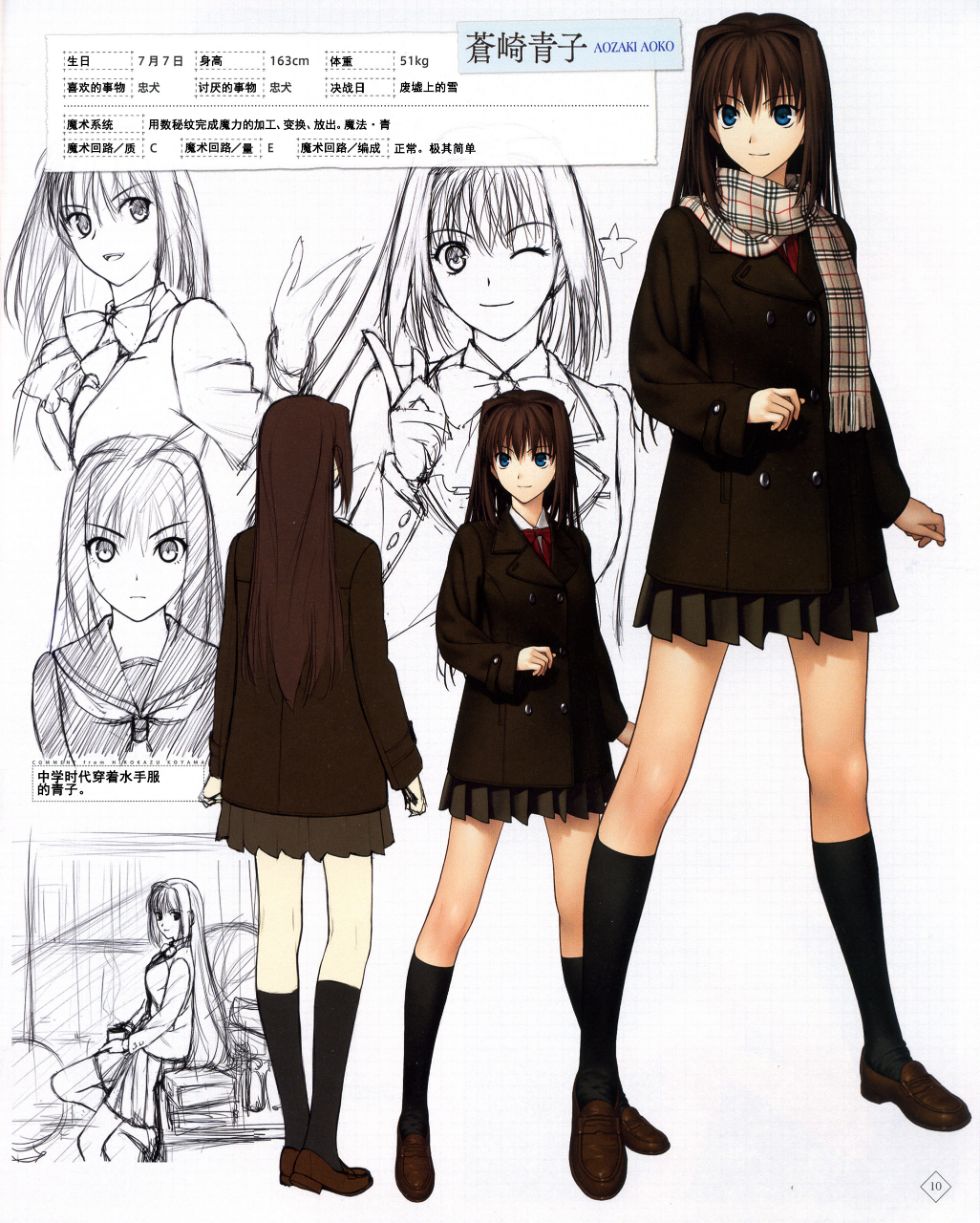 蒼崎青子 AOZAKI AOKO
生日 7月7日 身高 163cm 体重 51kg
喜欢的事物 忠犬 讨厌的事物 忠犬 决战日 废墟上的雪
魔术系统 用数秘纹完成魔力的加工、变换、放出。魔法・青
魔术回路／质 C 魔术回路／量 E 魔术回路／编成 正常。极其简单
COMMENT from HIROKAZU KOYAMA
中学时代穿着水手服
的青子。
10